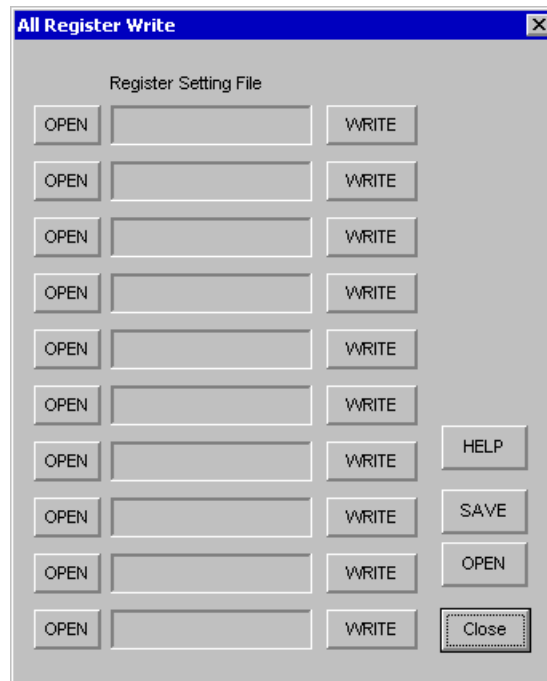 All Register Write
Register Setting File
OPEN WRITE
OPEN WRITE
OPEN WRITE
OPEN WRITE
OPEN WRITE
OPEN WRITE
OPEN WRITE HELP
OPEN WRITE SAVE
OPEN WRITE OPEN
OPEN WRITE Close